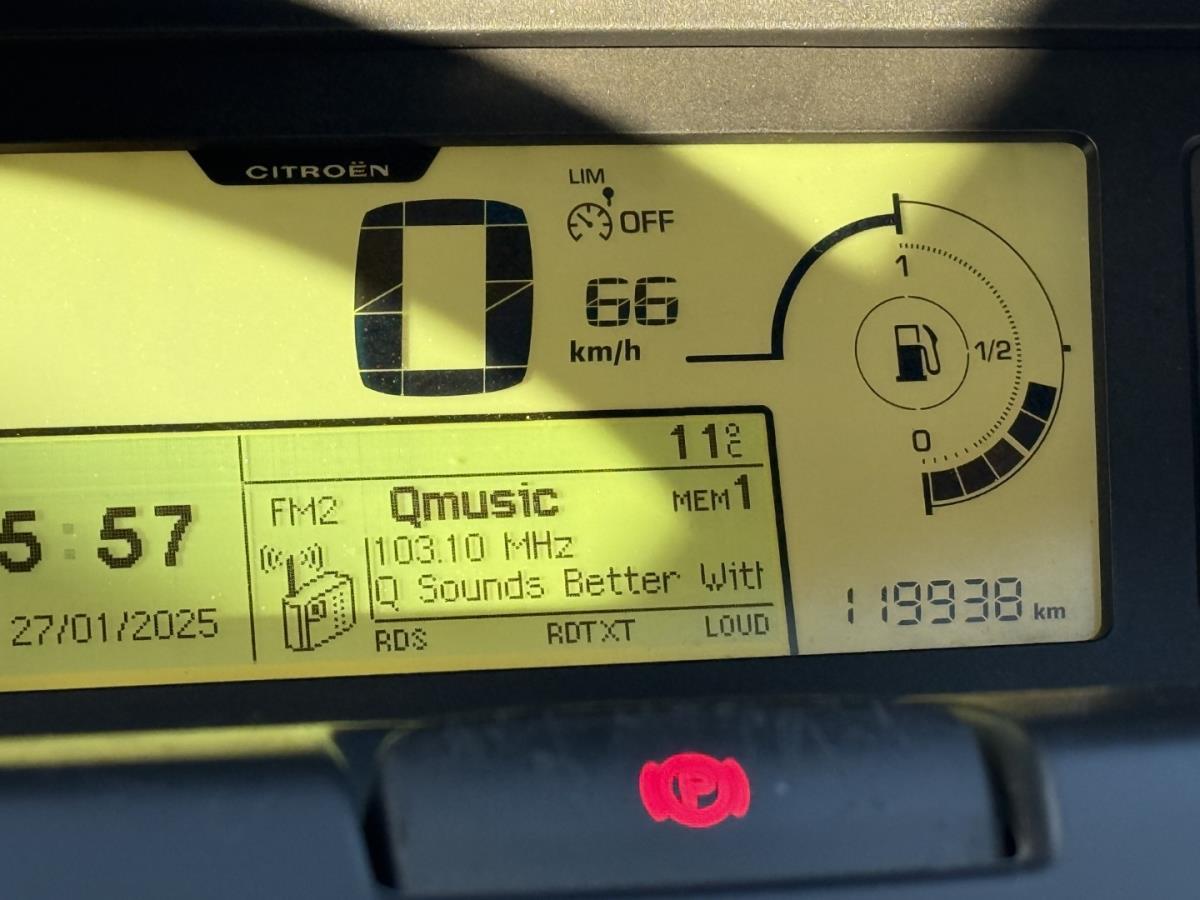 CITROËN
LIM
OFF
0
66
km/h
1
1/2
0
11°C
5:57
FM2
Qmusic
MEM1
103.10 MHz
Q Sounds Better Wit
27/01/2025
RDS
RDTXT
LOUD
119938 km
P